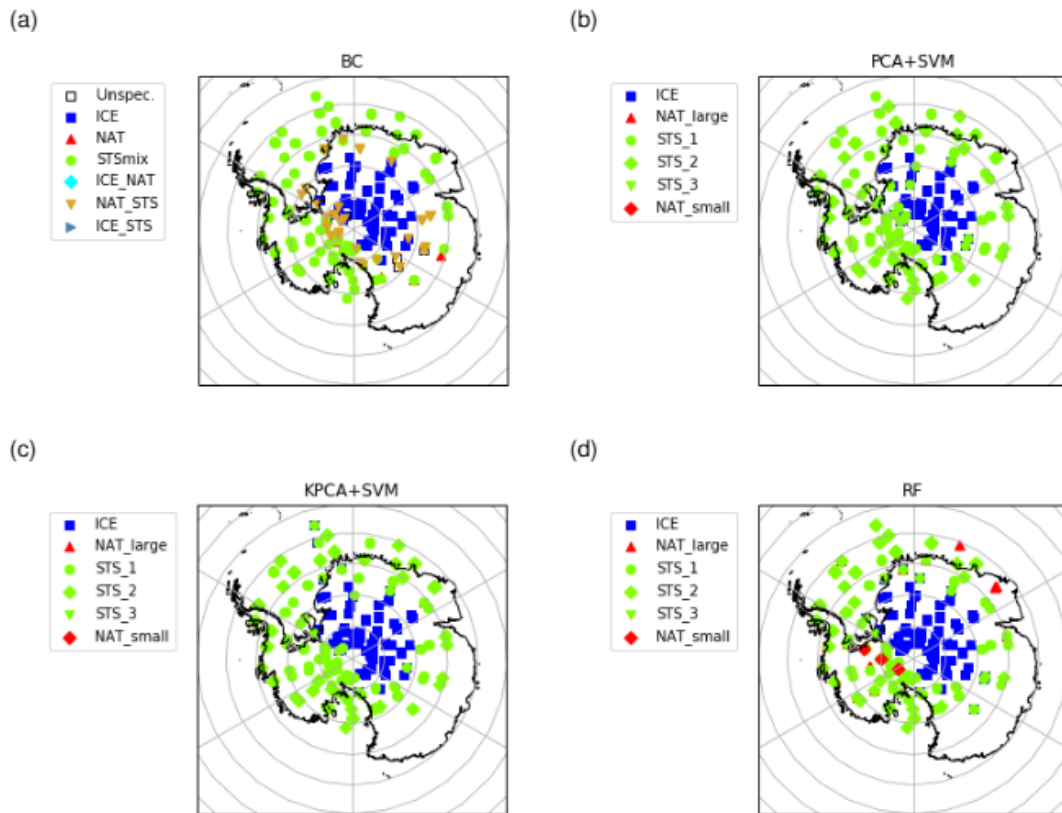 (a)
BC
Unspec.
ICE
NAT
STSmix
ICE_NAT
NAT_STS
ICE_STS
(b)
PCA+SVM
ICE
NAT_large
STS_1
STS_2
STS_3
NAT_small
(c)
KPCA+SVM
ICE
NAT_large
STS_1
STS_2
STS_3
NAT_small
(d)
RF
ICE
NAT_large
STS_1
STS_2
STS_3
NAT_small